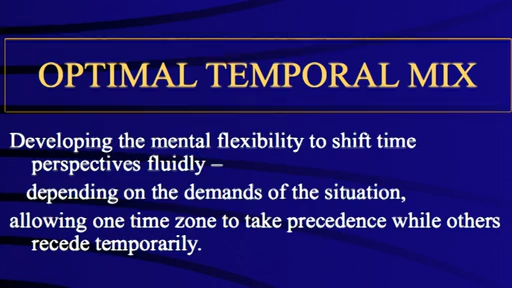 OPTIMAL TEMPORAL MIX
Developing the mental flexibility to shift time
perspectives fluidly –
depending on the demands of the situation,
allowing one time zone to take precedence while others
recede temporarily.